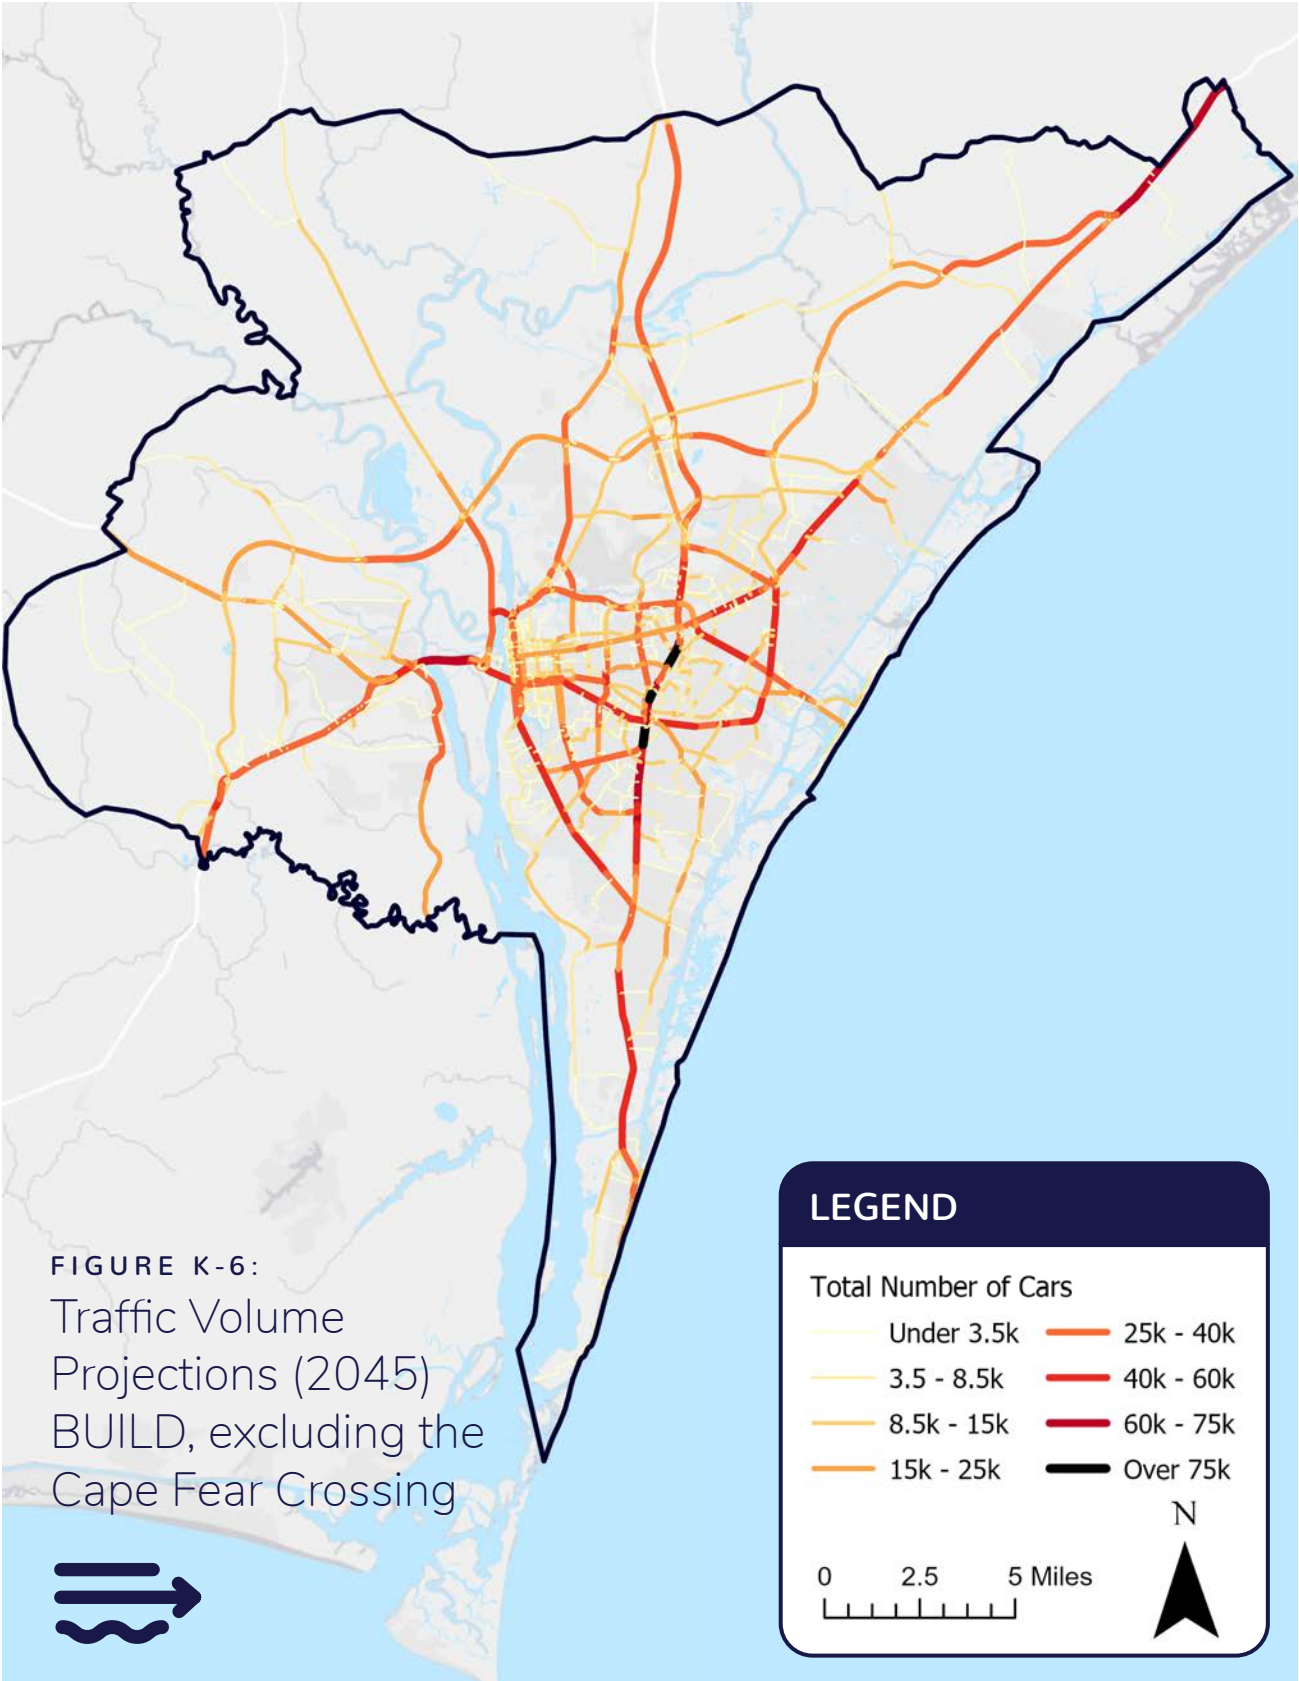 FIGURE K-6:
Traffic Volume
Projections (2045)
BUILD, excluding the
Cape Fear Crossing
LEGEND
Total Number of Cars
Under 3.5k
3.5 - 8.5k
8.5k - 15k
15k - 25k
25k - 40k
40k - 60k
60k - 75k
Over 75k
N
0 2.5 5 Miles